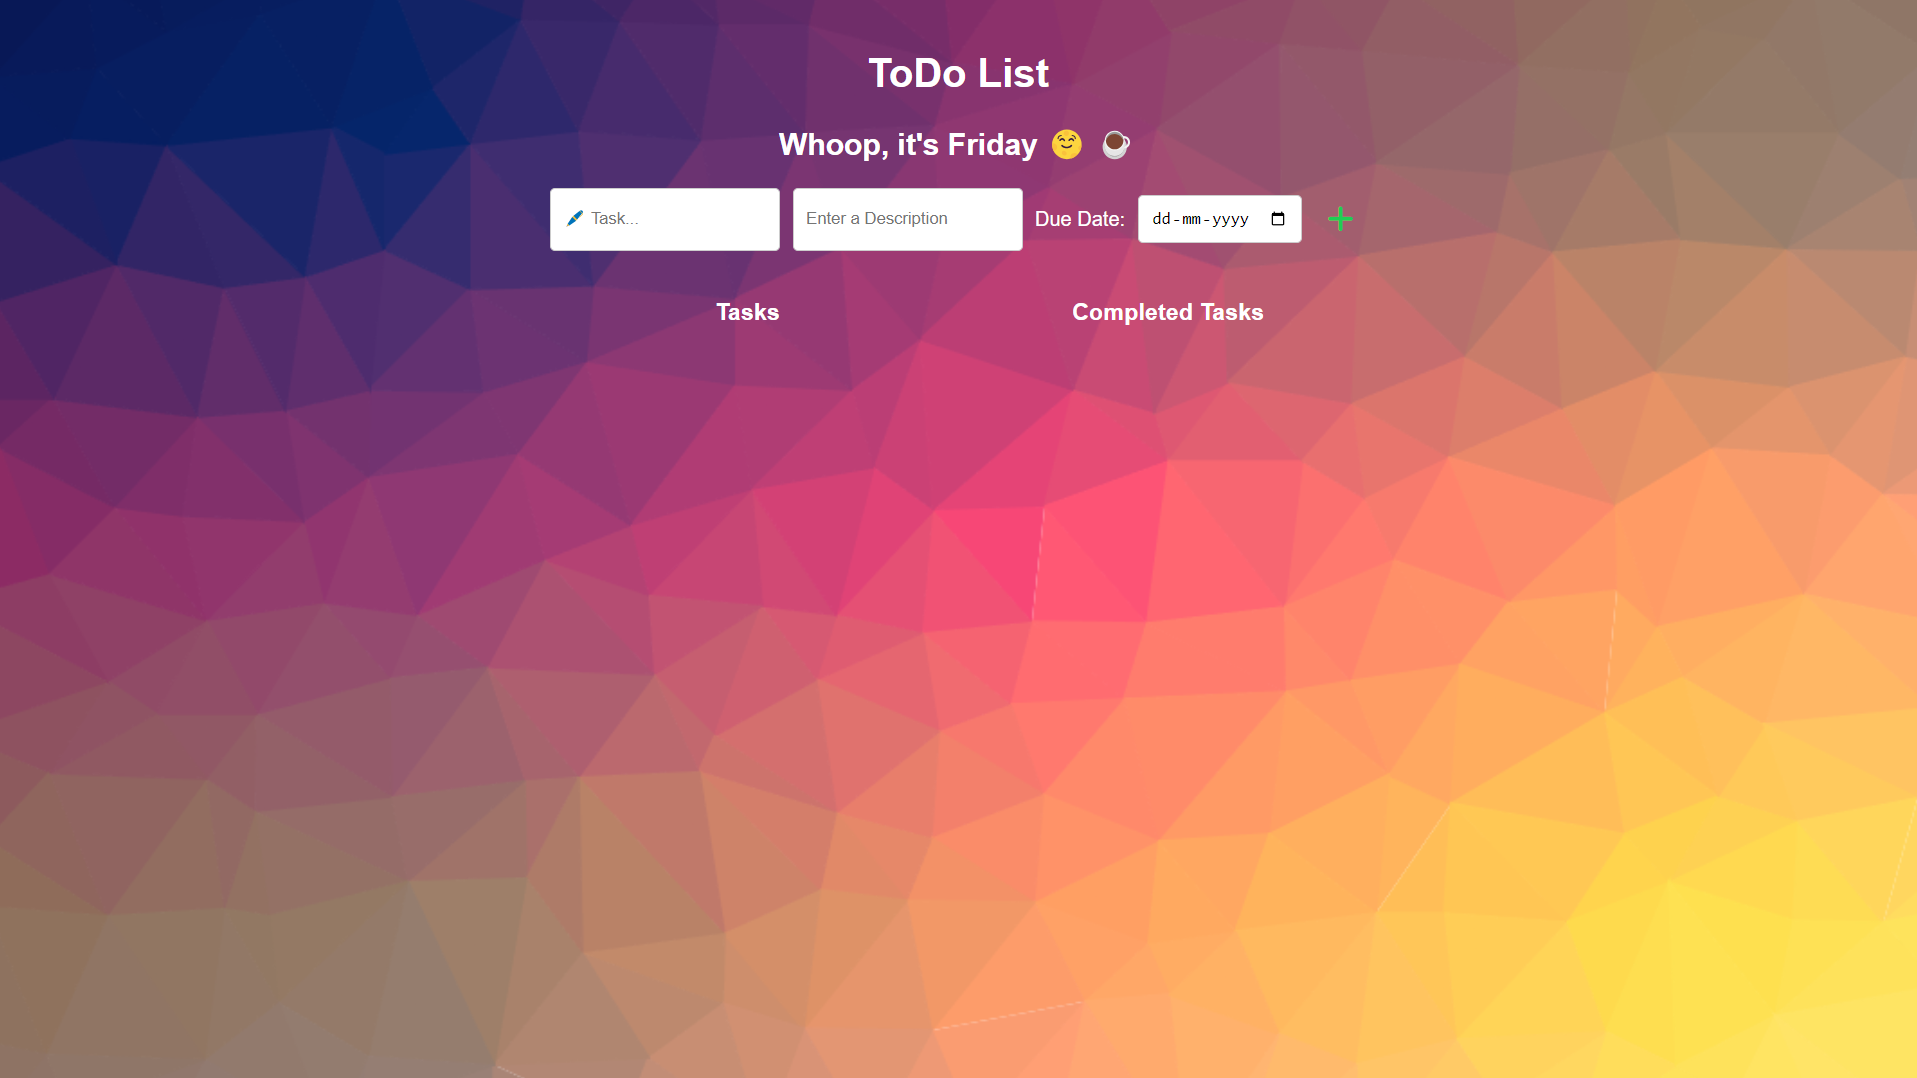 ToDo List
Whoop, it's Friday 😊 ☕
🖌️ Task... Enter a Description Due Date: dd-mm-yyyy
Tasks Completed Tasks